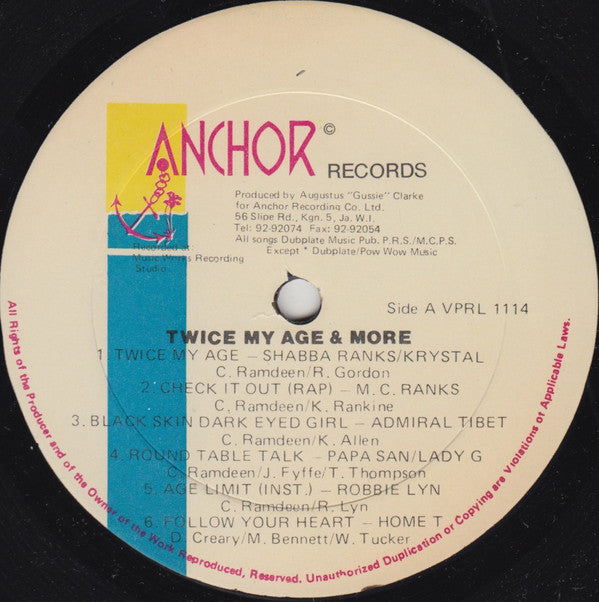 ANCHOR ©
RECORDS
Produced by Augustus "Gussie" Clarke
for Anchor Recording Co. Ltd.
56 Slipe Rd., Kgn. 5, Ja. W.I.
Tel: 92-92074 Fax: 92-92054
All songs Dubplate Music Pub. P.R.S./M.C.P.S.
Except * Dubplate/Pow Wow Music
Recorded at:
Music Works Recording
Studio
Side A VPRL 1114
TWICE MY AGE & MORE
1. TWICE MY AGE – SHABBA RANKS/KRYSTAL
C. Ramdeen/R. Gordon
2. CHECK IT OUT (RAP) – M.C. RANKS
C. Ramdeen/K. Rankine
3. BLACK SKIN DARK EYED GIRL – ADMIRAL TIBET
C. Ramdeen/K. Allen
4. ROUND TABLE TALK – PAPA SAN/LADY G
C. Ramdeen/J. Fyffe/T. Thompson
5. AGE LIMIT (INST.) – ROBBIE LYN
C. Ramdeen/R. Lyn
6. FOLLOW YOUR HEART – HOME T
D. Creary/M. Bennett/W. Tucker
All Rights of the Producer and of the Owner of the Work Reproduced, Reserved. Unauthorized Duplication or Copying are Violations of Applicable Laws.